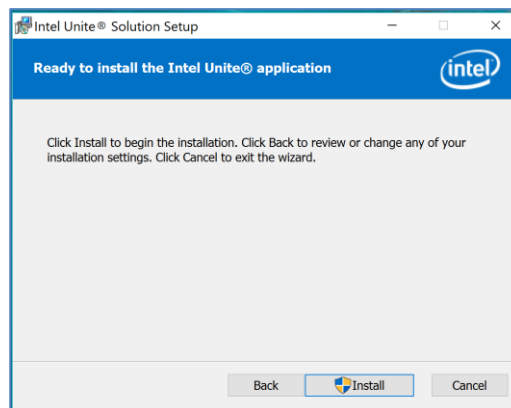 Intel Unite® Solution Setup
Ready to install the Intel Unite® application
intel
Click Install to begin the installation. Click Back to review or change any of your
installation settings. Click Cancel to exit the wizard.
Back Install Cancel